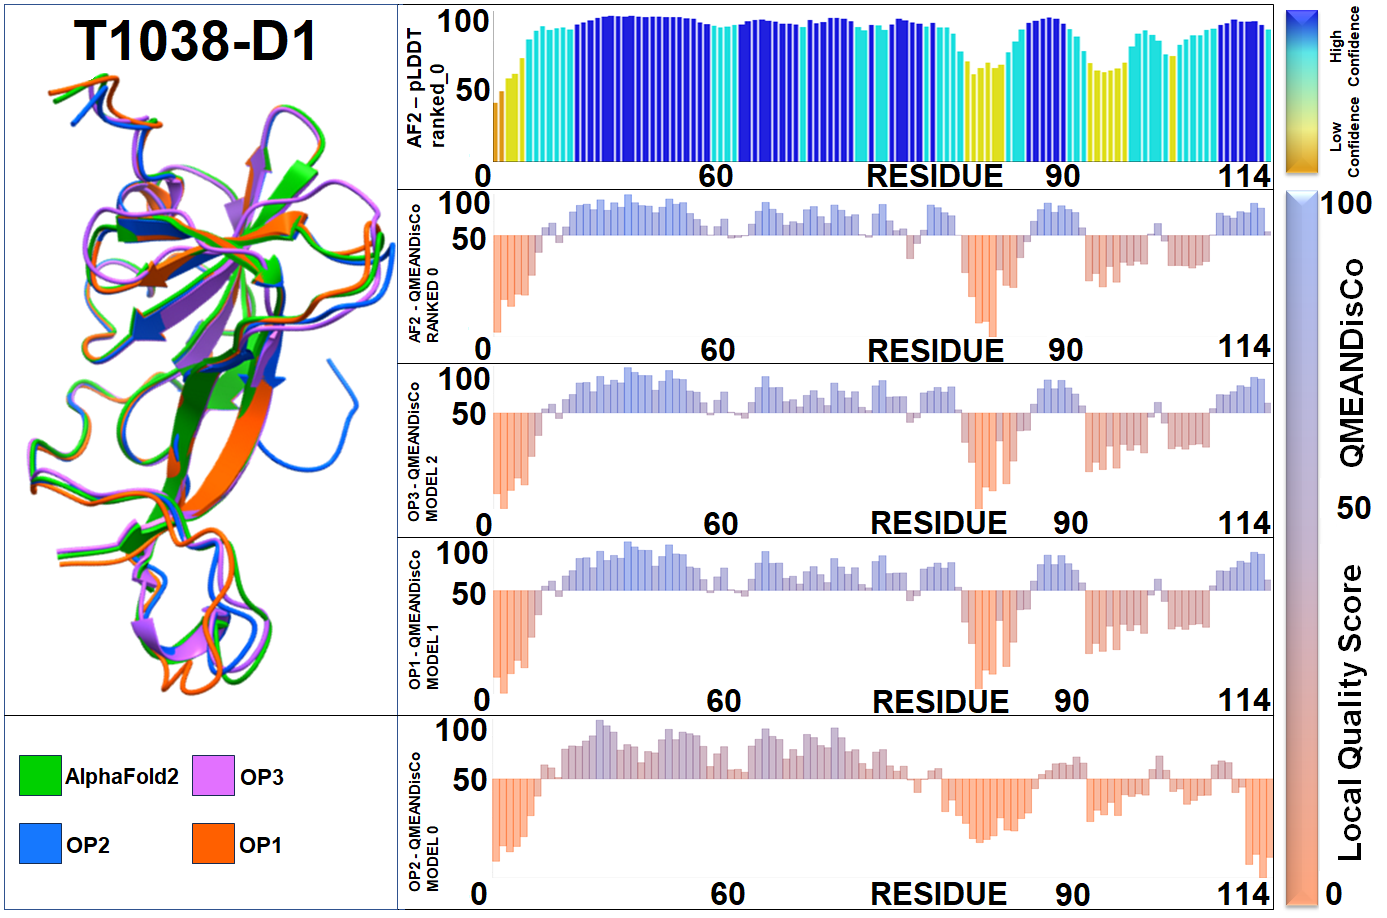 T1038-D1
AlphaFold2
OP3
OP2
OP1
AF2 – pLDDT
ranked_0
100
50
0
60
RESIDUE
90
114
AF2 - QMEANDisCo
RANKED 0
100
50
0
60
RESIDUE
90
114
OP3 - QMEANDisCo
MODEL 2
100
50
0
60
RESIDUE
90
114
OP1 - QMEANDisCo
MODEL 1
100
50
0
60
RESIDUE
90
114
OP2 - QMEANDisCo
MODEL 0
100
50
0
60
RESIDUE
90
114
High
Confidence
Low
Confidence
100
50
0
Local Quality Score QMEANDisCo